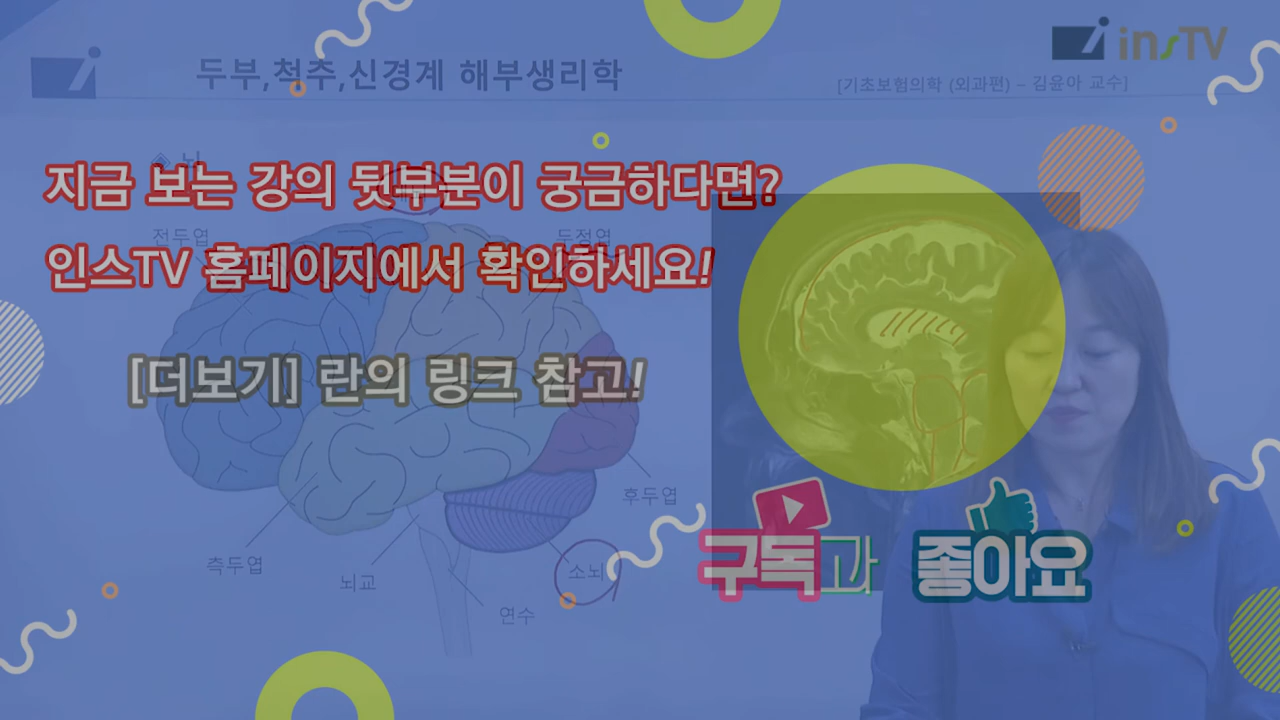 insTV
두부,척추,신경계 해부생리학
[기초보험의학 (외과편) – 김윤아 교수]
◈ 뇌
지금 보는 강의 뒷부분이 궁금하다면?
전두엽
두정엽
인스TV 홈페이지에서 확인하세요!
[더보기] 란의 링크 참고!
후두엽
측두엽
뇌교
소뇌
연수
구독과 좋아요